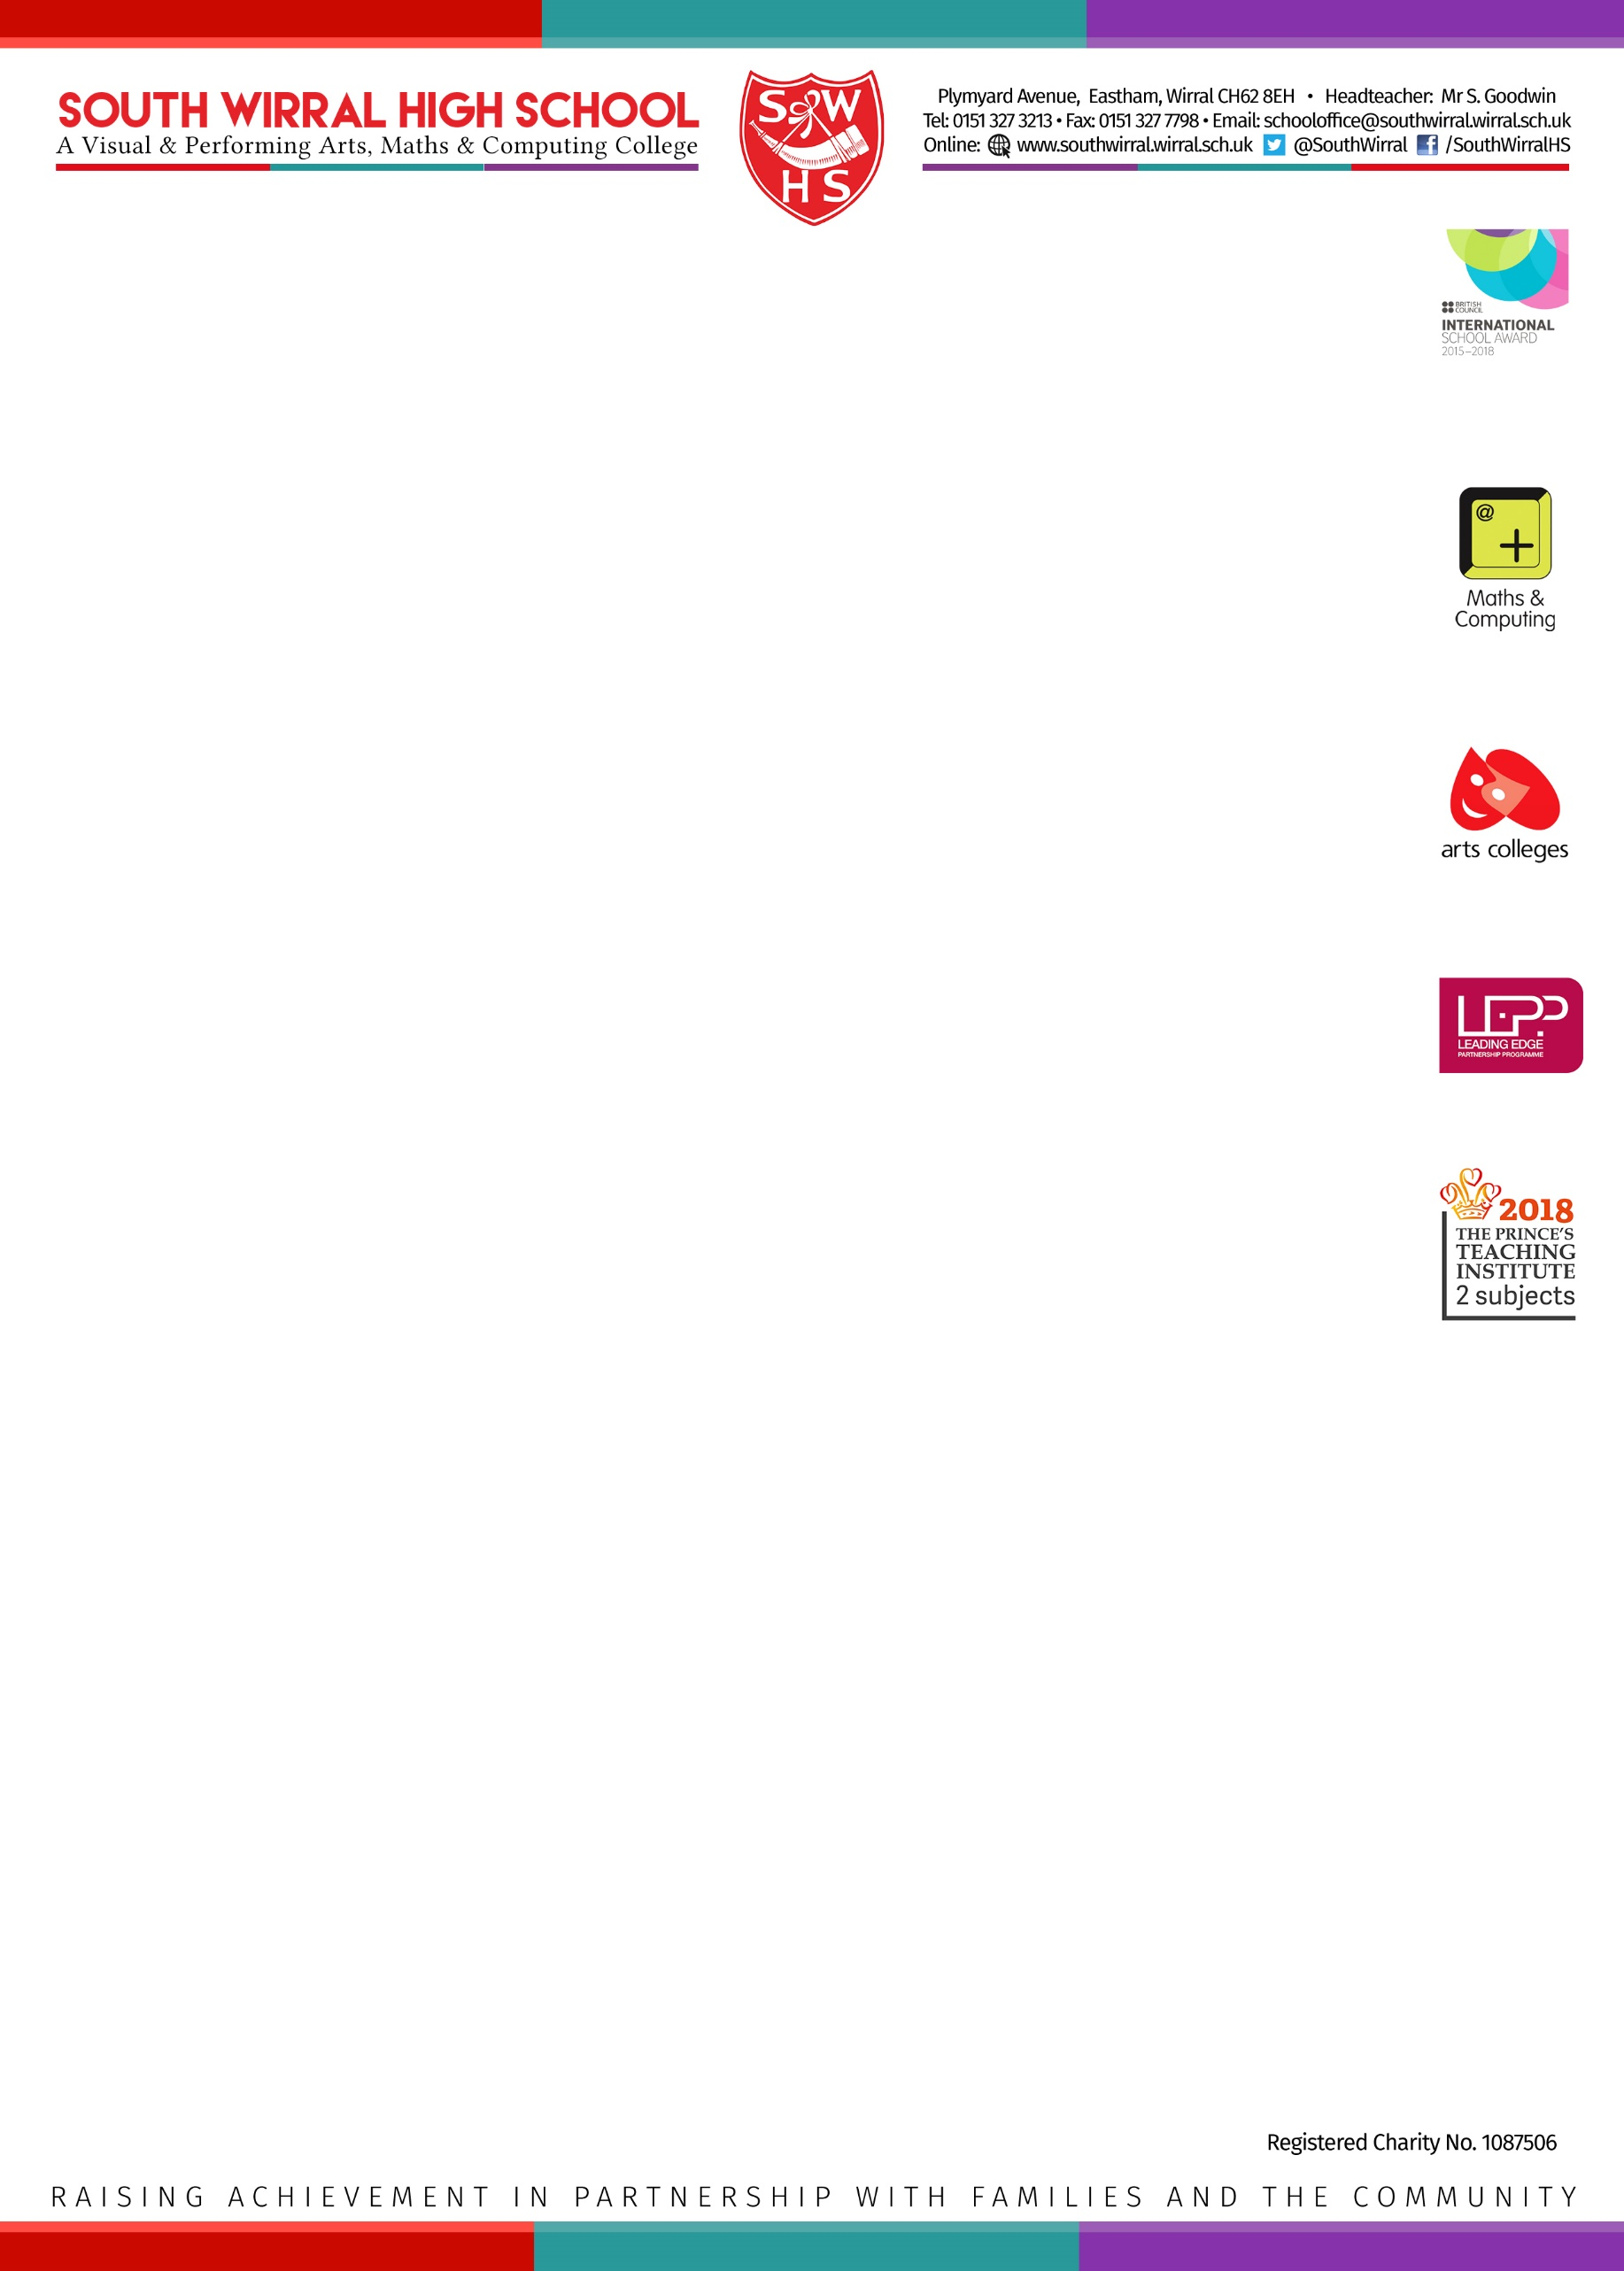 SOUTH WIRRAL HIGH SCHOOL
A Visual & Performing Arts, Maths & Computing College
S W
H S
Plymyard Avenue, Eastham, Wirral CH62 8EH • Headteacher: Mr S. Goodwin
Tel: 0151 327 3213 • Fax: 0151 327 7798 • Email: schooloffice@southwirral.wirral.sch.uk
Online: www.southwirral.wirral.sch.uk @SouthWirral f /SouthWirralHS
BRITISH
COUNCIL
INTERNATIONAL
SCHOOL AWARD
2015–2018
@
+
Maths &
Computing
arts colleges
LEPP
LEADING EDGE
PARTNERSHIP PROGRAMME
2018
THE PRINCE'S
TEACHING
INSTITUTE
2 subjects
Registered Charity No. 1087506
RAISING ACHIEVEMENT IN PARTNERSHIP WITH FAMILIES AND THE COMMUNITY